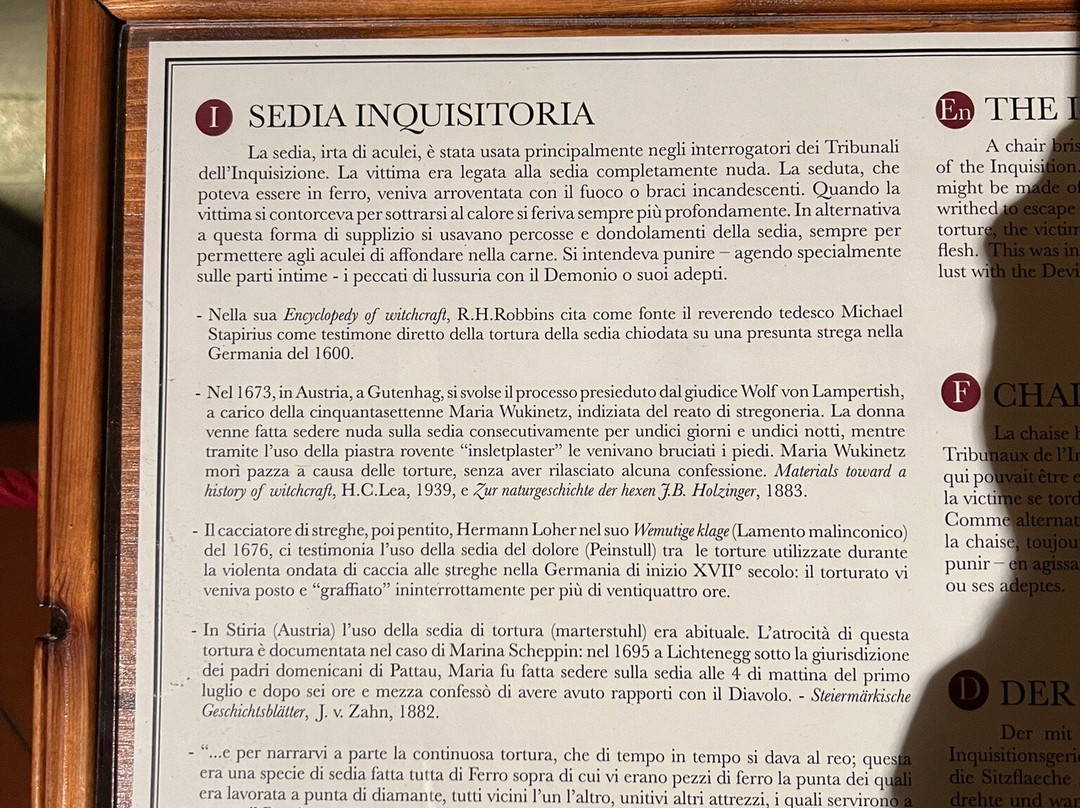 I SEDIA INQUISITORIA
La sedia, irta di aculei, è stata usata principalmente negli interrogatori dei Tribunali
dell'Inquisizione. La vittima era legata alla sedia completamente nuda. La seduta, che
poteva essere in ferro, veniva arroventata con il fuoco o braci incandescenti. Quando la
vittima si contorceva per sottrarsi al calore si feriva sempre più profondamente. In alternativa
a questa forma di supplizio si usavano percosse e dondolamenti della sedia, sempre per
permettere agli aculei di affondare nella carne. Si intendeva punire – agendo specialmente
sulle parti intime - i peccati di lussuria con il Demonio o suoi adepti.
- Nella sua Encyclopedy of witchcraft, R.H.Robbins cita come fonte il reverendo tedesco Michael
Stapirius come testimone diretto della tortura della sedia chiodata su una presunta strega nella
Germania del 1600.
- Nel 1673, in Austria, a Gutenhag, si svolse il processo presieduto dal giudice Wolf von Lampertish,
a carico della cinquantasettenne Maria Wukinetz, indiziata del reato di stregoneria. La donna
venne fatta sedere nuda sulla sedia consecutivamente per undici giorni e undici notti, mentre
tramite l'uso della piastra rovente "insletplaster" le venivano bruciati i piedi. Maria Wukinetz
morì pazza a causa delle torture, senza aver rilasciato alcuna confessione. Materials toward a
history of witchcraft, H.C.Lea, 1939, e Zur naturgeschichte der hexen J.B. Holzinger, 1883.
- Il cacciatore di streghe, poi pentito, Hermann Loher nel suo Wemutige klage (Lamento malinconico)
del 1676, ci testimonia l'uso della sedia del dolore (Peinstull) tra le torture utilizzate durante
la violenta ondata di caccia alle streghe nella Germania di inizio XVII° secolo: il torturato vi
veniva posto e "graffiato" ininterrottamente per più di ventiquattro ore.
- In Stiria (Austria) l'uso della sedia di tortura (marterstuhl) era abituale. L'atrocità di questa
tortura è documentata nel caso di Marina Scheppin: nel 1695 a Lichtenegg sotto la giurisdizione
dei padri domenicani di Pattau, Maria fu fatta sedere sulla sedia alle 4 di mattina del primo
luglio e dopo sei ore e mezza confessò di avere avuto rapporti con il Diavolo. - Steiermärkische
Geschichtsblätter, J. v. Zahn, 1882.
- "...e per narrarvi a parte la continuosa tortura, che di tempo in tempo si dava al reo; questa
era una specie di sedia fatta tutta di Ferro sopra di cui vi erano pezzi di ferro la punta dei quali
era lavorata a punta di diamante, tutti vicini l'un l'altro, unitivi altri attrezzi, i quali servirono a
En THE
A chair bris
of the Inquisition.
might be made of
writhed to escape
torture, the victim
flesh. This was in
lust with the Devi
F CHAI
La chaise h
Tribunaux de l'In
qui pouvait être e
la victime se tord
Comme alternat
la chaise, toujou
punir – en agissa
ou ses adeptes.
D DER
Der mit
Inquisitionsgeri
die Sitzflaeche
drehte und wa